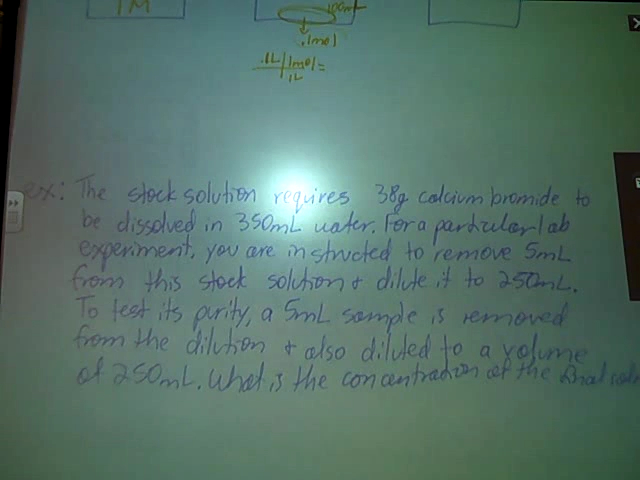 1M
100mL
.1mol
.1L | 1mol =
1L
ex: The stock solution requires 38g calcium bromide to
be dissolved in 350mL water. For a particular lab
experiment, you are instructed to remove 5mL
from this stock solution & dilute it to 250mL.
To test its purity, a 5mL sample is removed
from the dilution & also diluted to a volume
of 250mL. What is the concentration of the final